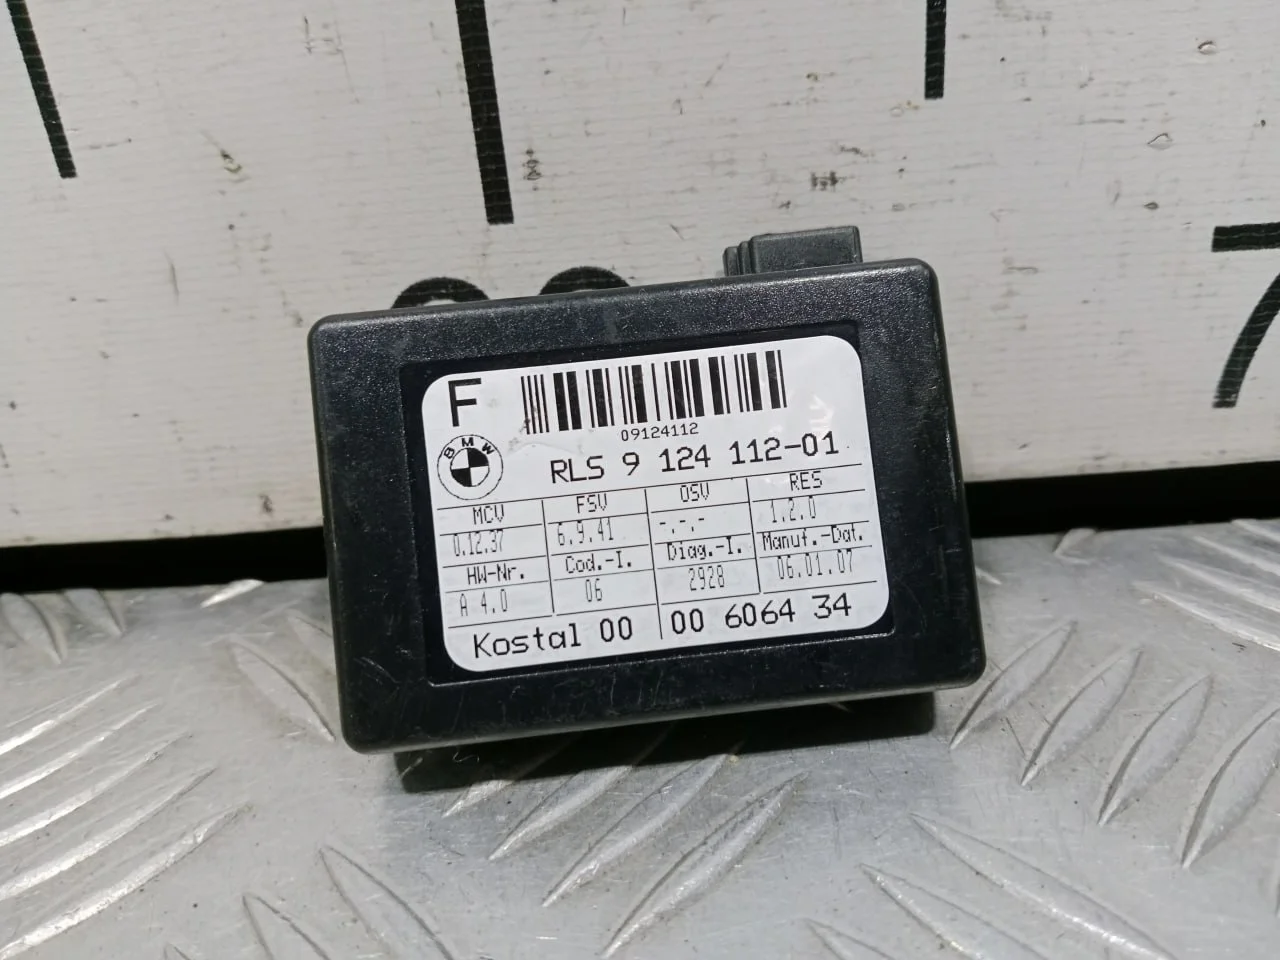 F
09124112
BMW
RLS 9 124 112-01
MCV FSV OSV RES
0.12.37 6.9.41 -.-.- 1.2.0
HW-Nr. Cod.-I. Diag.-I. Manuf.-Dat.
A 4.0 06 2928 06.01.07
Kostal 00 00 6064 34
7